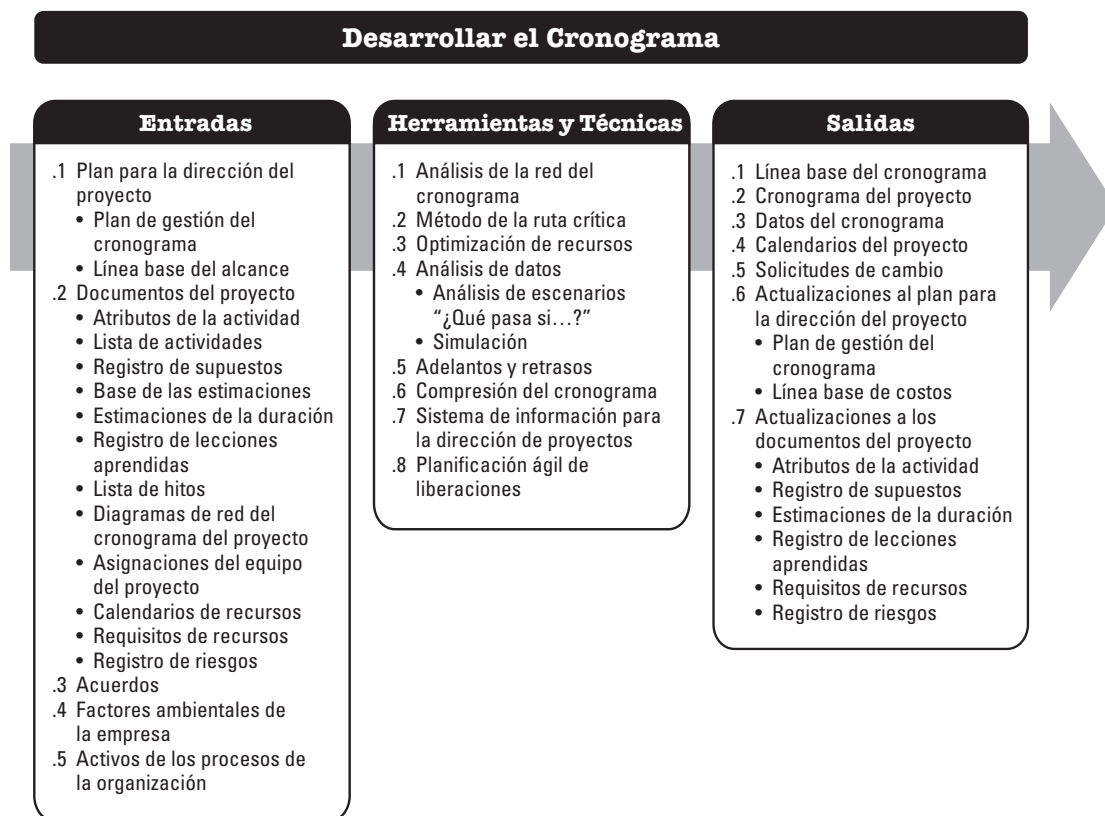 Desarrollar el Cronograma
Entradas
.1 Plan para la dirección del
proyecto
• Plan de gestión del
cronograma
• Línea base del alcance
.2 Documentos del proyecto
• Atributos de la actividad
• Lista de actividades
• Registro de supuestos
• Base de las estimaciones
• Estimaciones de la duración
• Registro de lecciones
aprendidas
• Lista de hitos
• Diagramas de red del
cronograma del proyecto
• Asignaciones del equipo
del proyecto
• Calendarios de recursos
• Requisitos de recursos
• Registro de riesgos
.3 Acuerdos
.4 Factores ambientales de
la empresa
.5 Activos de los procesos de
la organización
Herramientas y Técnicas
.1 Análisis de la red del
cronograma
.2 Método de la ruta crítica
.3 Optimización de recursos
.4 Análisis de datos
• Análisis de escenarios
“¿Qué pasa si…?”
• Simulación
.5 Adelantos y retrasos
.6 Compresión del cronograma
.7 Sistema de información para
la dirección de proyectos
.8 Planificación ágil de
liberaciones
Salidas
.1 Línea base del cronograma
.2 Cronograma del proyecto
.3 Datos del cronograma
.4 Calendarios del proyecto
.5 Solicitudes de cambio
.6 Actualizaciones al plan para
la dirección del proyecto
• Plan de gestión del
cronograma
• Línea base de costos
.7 Actualizaciones a los
documentos del proyecto
• Atributos de la actividad
• Registro de supuestos
• Estimaciones de la duración
• Registro de lecciones
aprendidas
• Requisitos de recursos
• Registro de riesgos